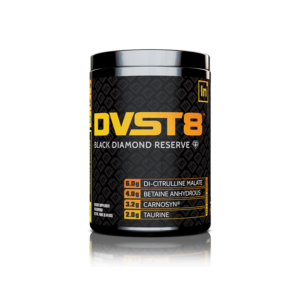 In
DVST8®
BLACK DIAMOND RESERVE
6.0g DI-CITRULLINE MALATE
4.0g BETAINE ANHYDROUS
3.2g CARNOSYN®
2.0g TAURINE